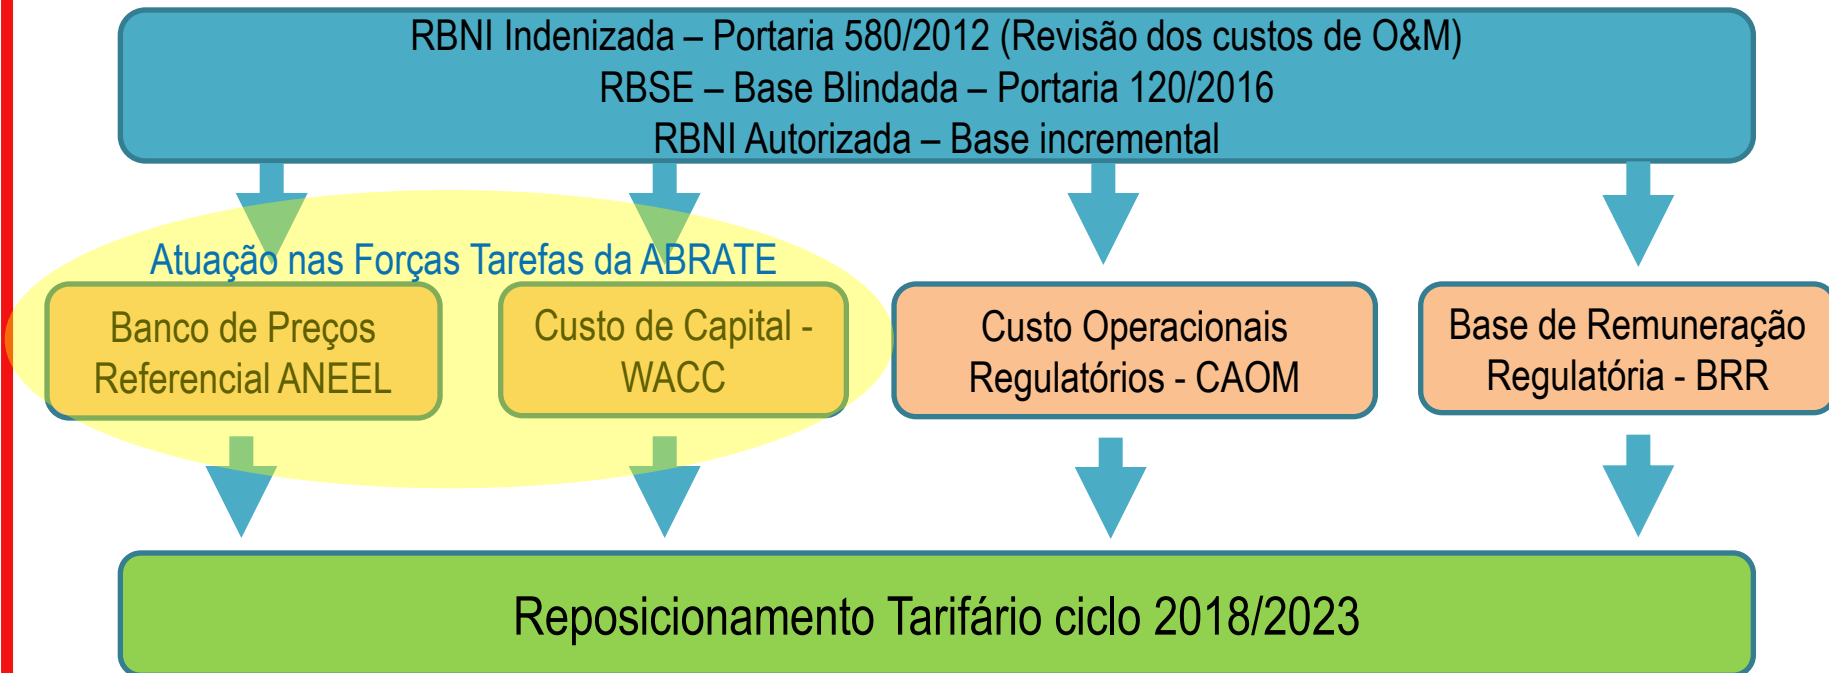 RBNI Indenizada – Portaria 580/2012 (Revisão dos custos de O&M)
RBSE – Base Blindada – Portaria 120/2016
RBNI Autorizada – Base incremental
Atuação nas Forças Tarefas da ABRATE
Banco de Preços
Referencial ANEEL
Custo de Capital -
WACC
Custo Operacionais
Regulatórios - CAOM
Base de Remuneração
Regulatória - BRR
Reposicionamento Tarifário ciclo 2018/2023